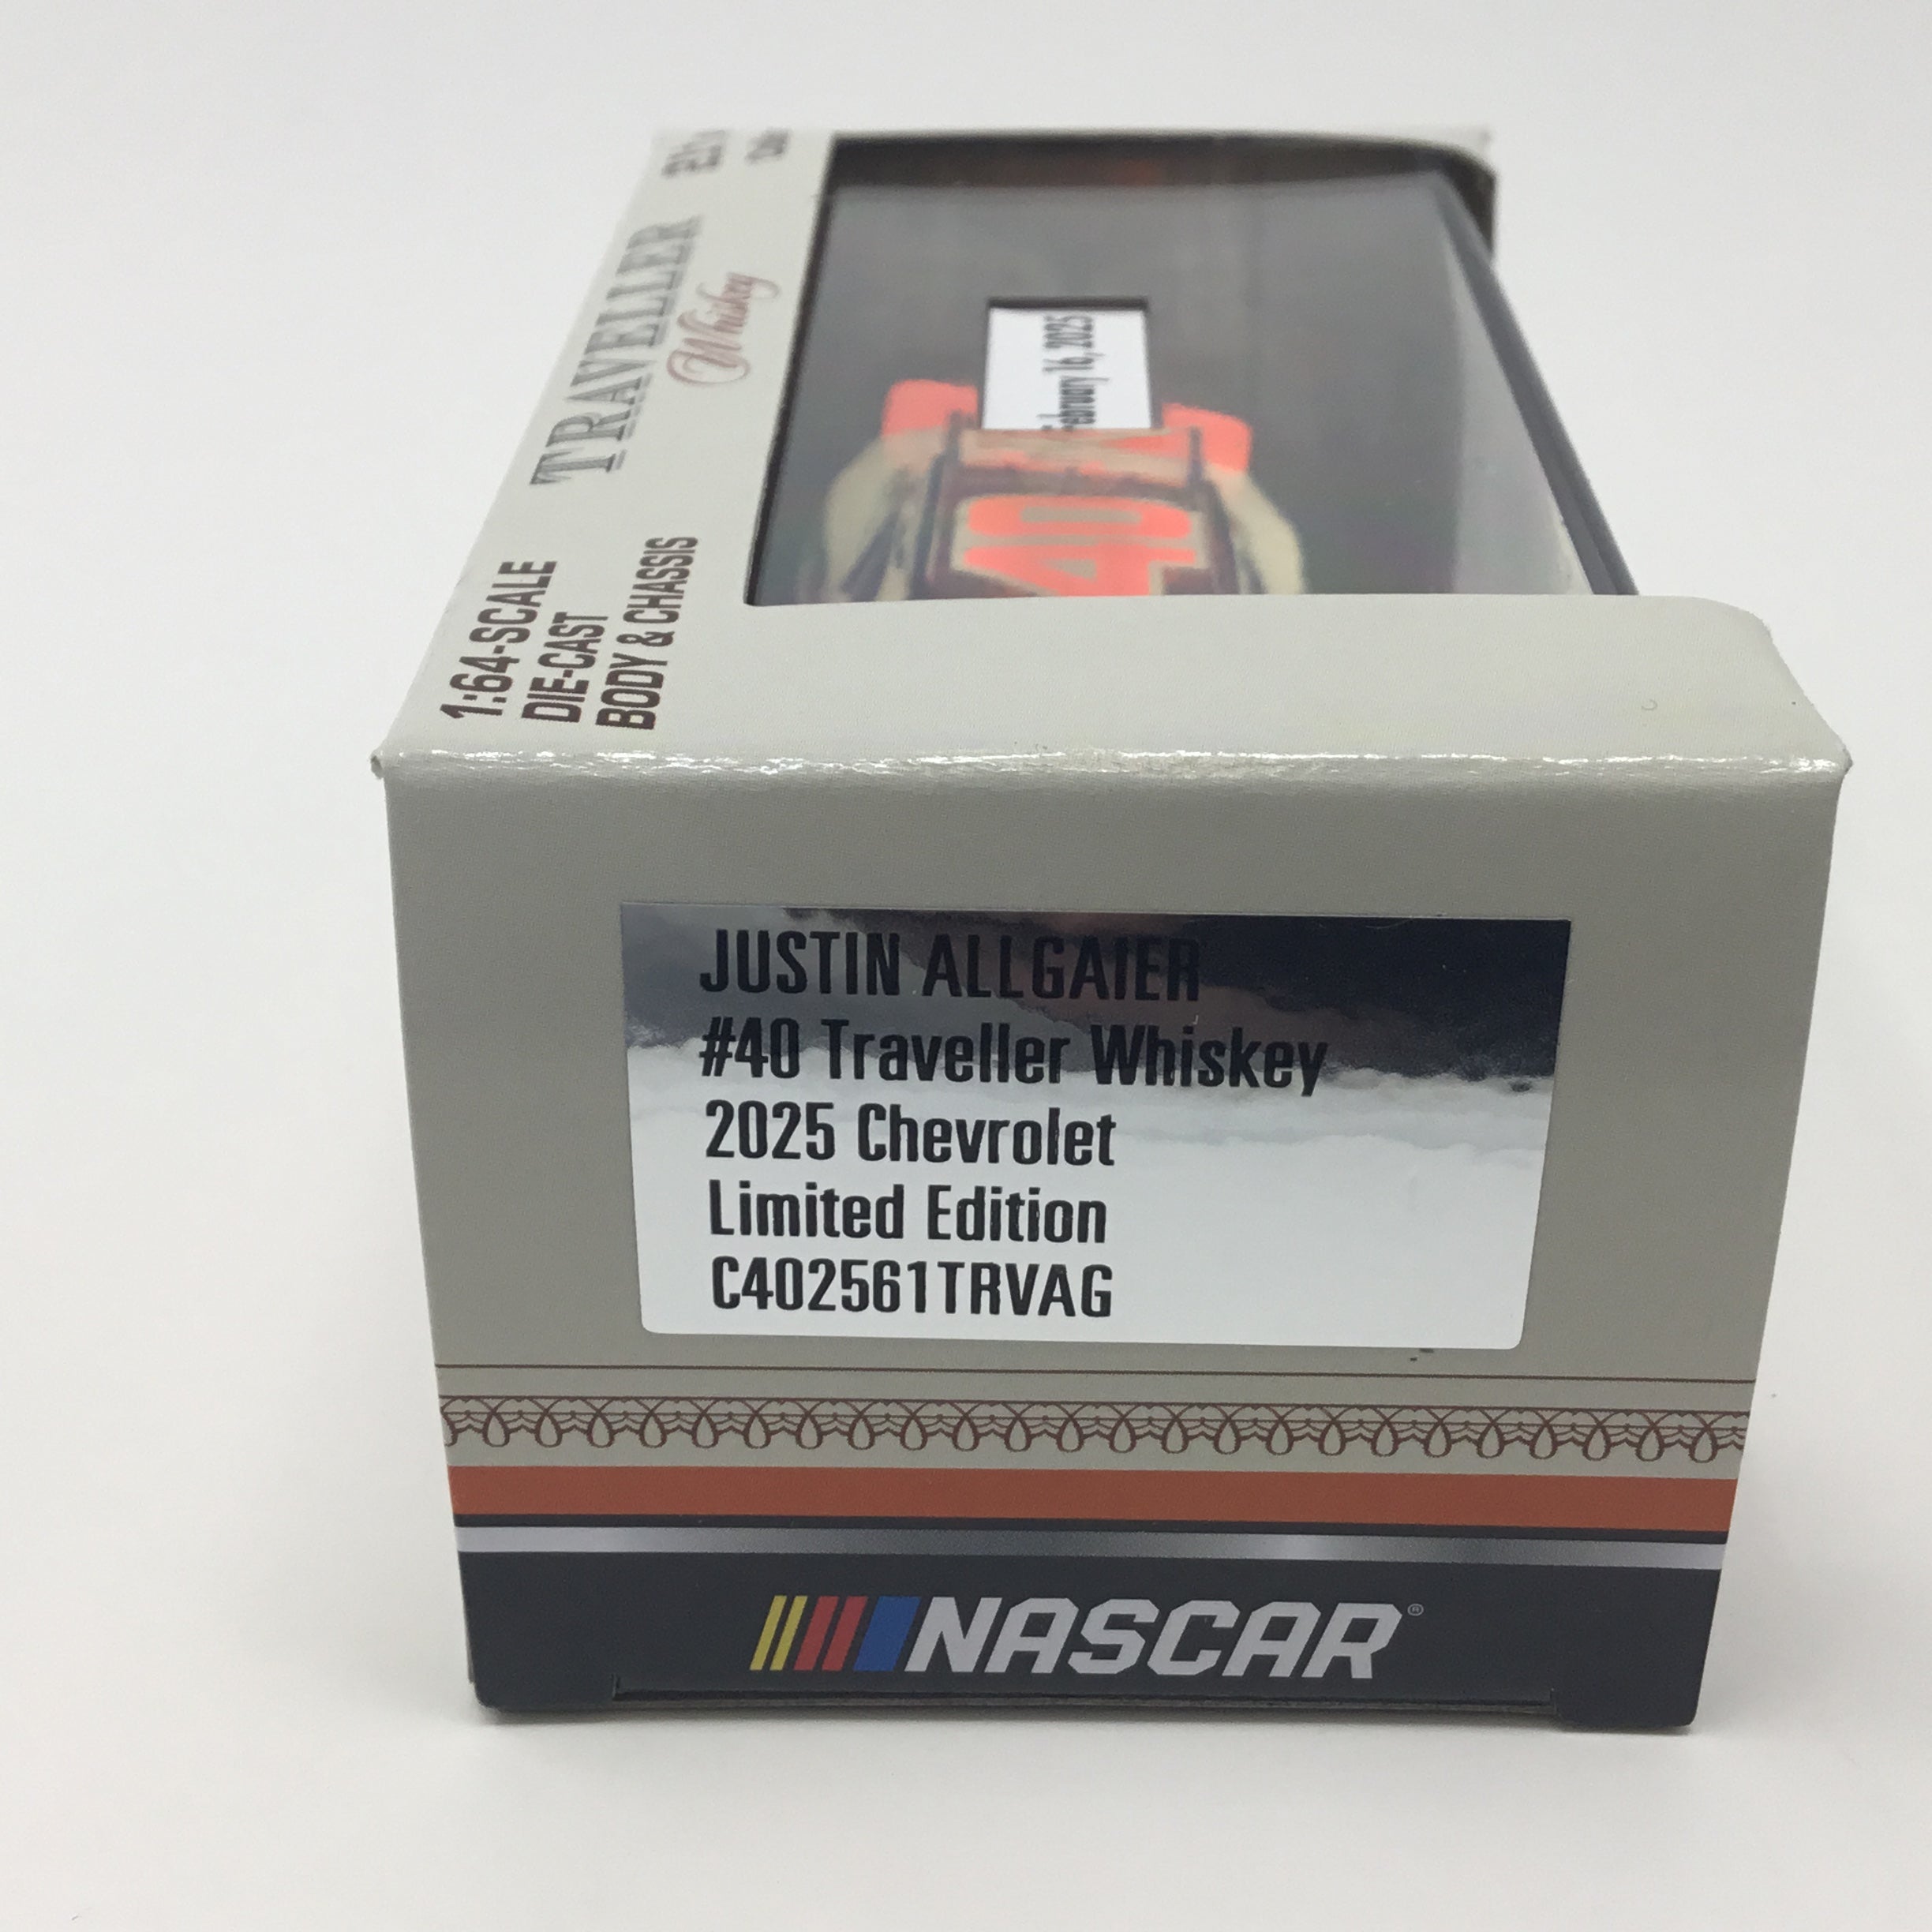 TRAVELLER
Whiskey
1:64-SCALE
DIE-CAST
BODY & CHASSIS
February 16, 2025
40
JUSTIN ALLGAIER
#40 Traveller Whiskey
2025 Chevrolet
Limited Edition
C402561TRVAG
NASCAR®